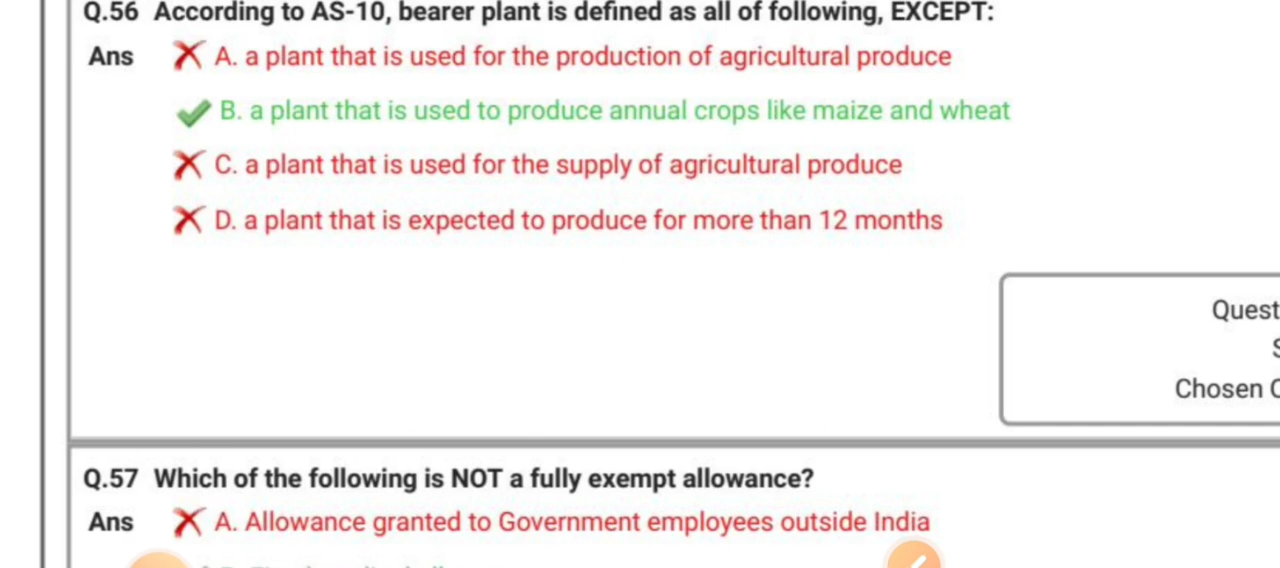 Q.56 According to AS-10, bearer plant is defined as all of following, EXCEPT:
Ans A. a plant that is used for the production of agricultural produce
B. a plant that is used to produce annual crops like maize and wheat
C. a plant that is used for the supply of agricultural produce
D. a plant that is expected to produce for more than 12 months
Quest
S
Chosen O
Q.57 Which of the following is NOT a fully exempt allowance?
Ans A. Allowance granted to Government employees outside India